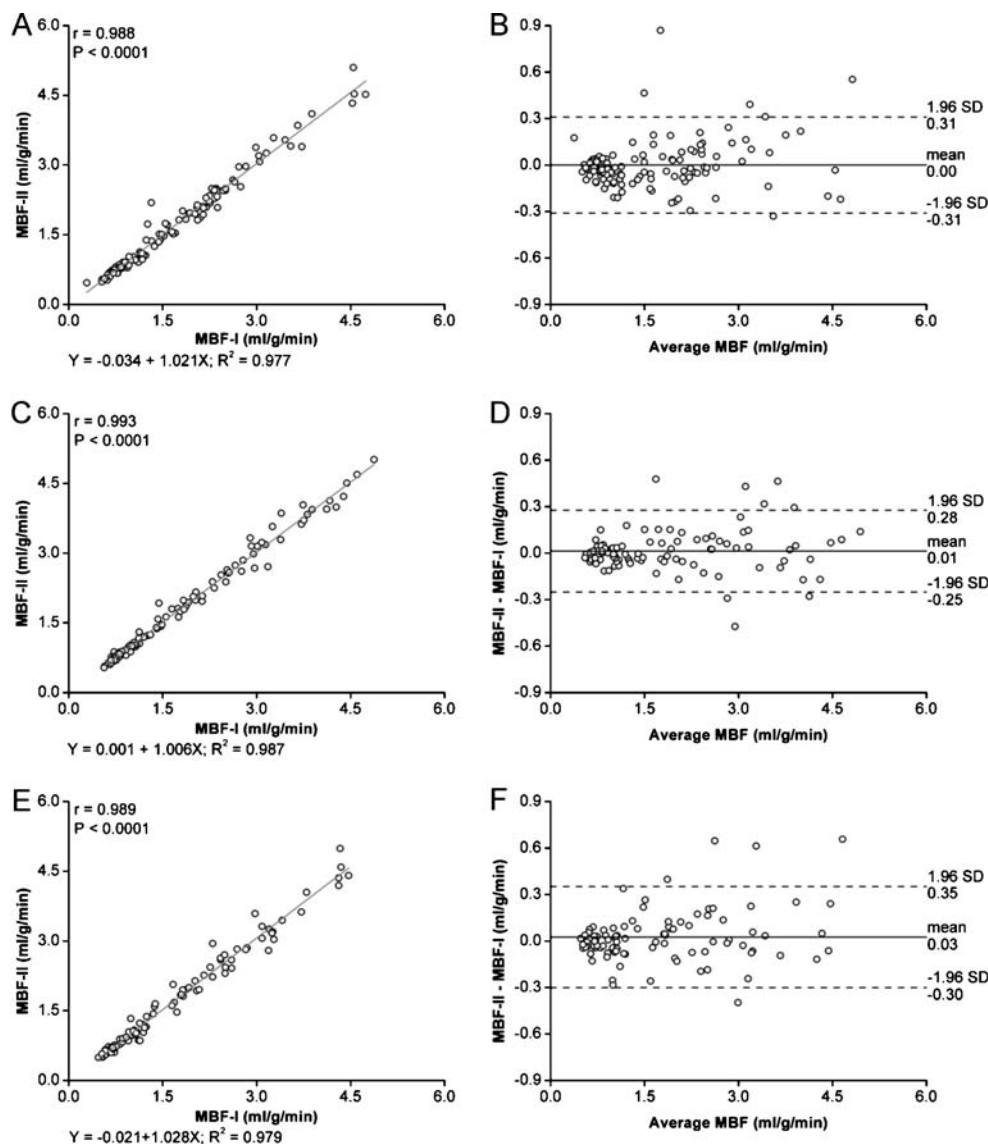 A
r = 0.988
P < 0.0001
MBF-II (ml/g/min)
6.0
4.5
3.0
1.5
0.0
0.0 1.5 3.0 4.5 6.0
MBF-I (ml/g/min)
Y = -0.034 + 1.021X; R² = 0.977
B
0.9
0.6
0.3
0.0
-0.3
-0.6
-0.9
1.96 SD
0.31
mean
0.00
-1.96 SD
-0.31
0.0 1.5 3.0 4.5 6.0
Average MBF (ml/g/min)
C
r = 0.993
P < 0.0001
MBF-II (ml/g/min)
6.0
4.5
3.0
1.5
0.0
0.0 1.5 3.0 4.5 6.0
MBF-I (ml/g/min)
Y = 0.001 + 1.006X; R² = 0.987
D
MBF-II - MBF-I (ml/g/min)
0.9
0.6
0.3
0.0
-0.3
-0.6
-0.9
1.96 SD
0.28
mean
0.01
-1.96 SD
-0.25
0.0 1.5 3.0 4.5 6.0
Average MBF (ml/g/min)
E
r = 0.989
P < 0.0001
MBF-II (ml/g/min)
6.0
4.5
3.0
1.5
0.0
0.0 1.5 3.0 4.5 6.0
MBF-I (ml/g/min)
Y = -0.021+1.028X; R² = 0.979
F
MBF-II - MBF-I (ml/g/min)
0.9
0.6
0.3
0.0
-0.3
-0.6
-0.9
1.96 SD
0.35
mean
0.03
-1.96 SD
-0.30
0.0 1.5 3.0 4.5 6.0
Average MBF (ml/g/min)